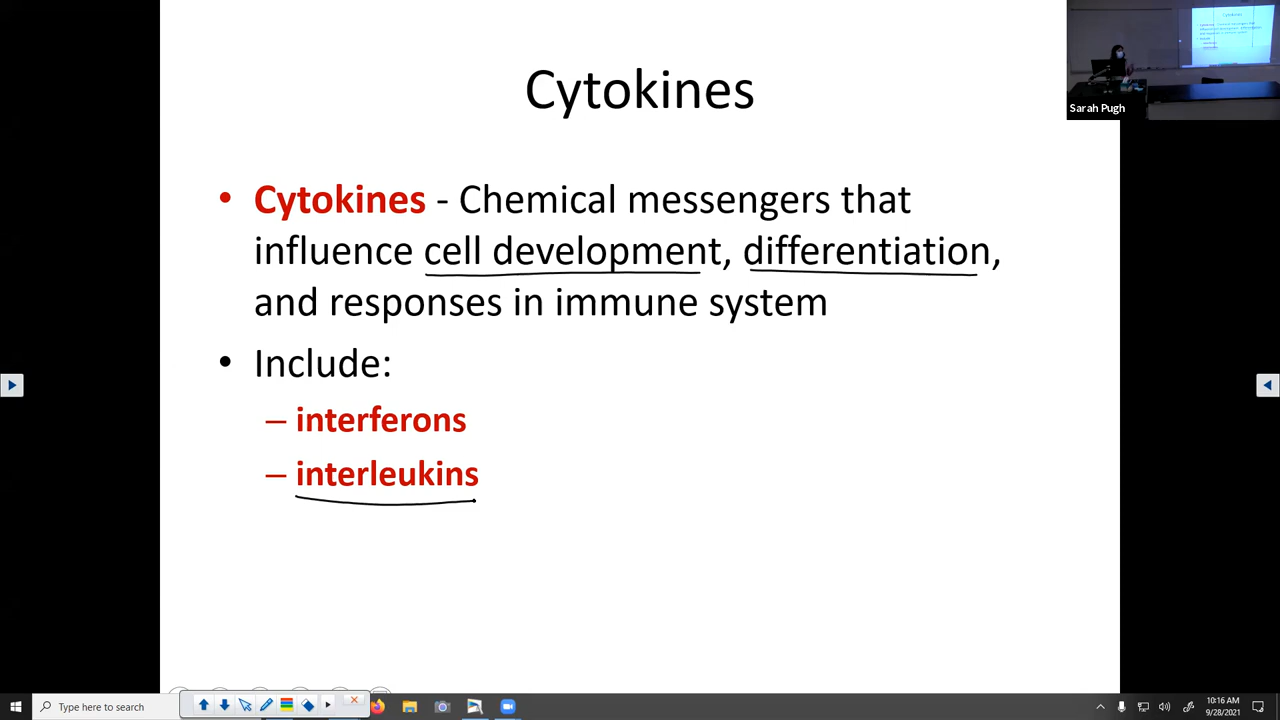 Cytokines
Sarah Pugh
• Cytokines - Chemical messengers that
influence cell development, differentiation,
and responses in immune system
• Include:
– interferons
– interleukins
Type here to search
10:16 AM
9/28/2021